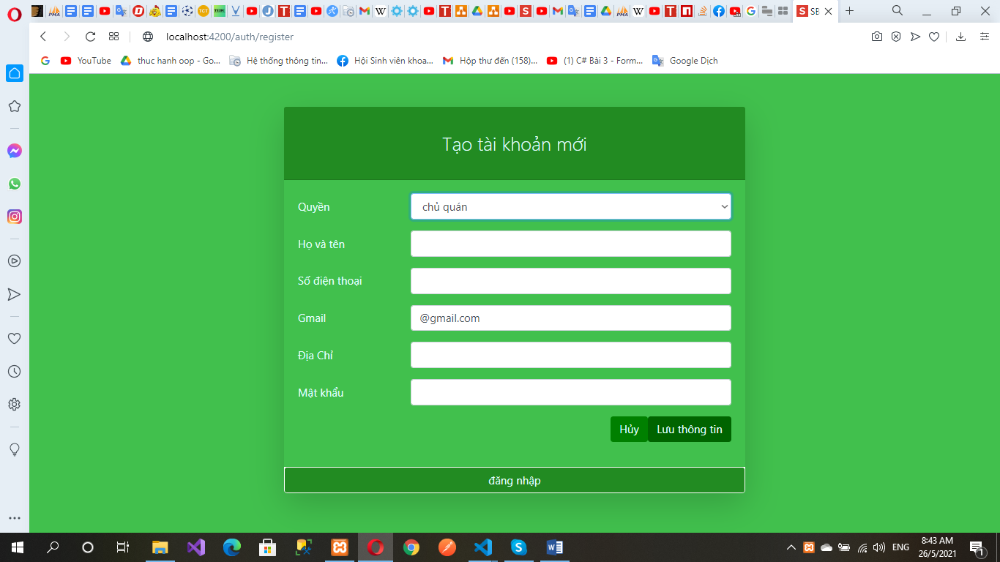 SE
localhost:4200/auth/register
YouTube
thuc hanh oop - Go...
Hệ thống thông tin...
Hội Sinh viên khoa...
Hộp thư đến (158)...
(1) C# Bài 3 - Form...
Google Dịch
Tạo tài khoản mới
Quyền
chủ quán
Họ và tên
Số điện thoại
Gmail
@gmail.com
Địa Chỉ
Mật khẩu
Hủy
Lưu thông tin
đăng nhập
ENG
8:43 AM
26/5/2021
1